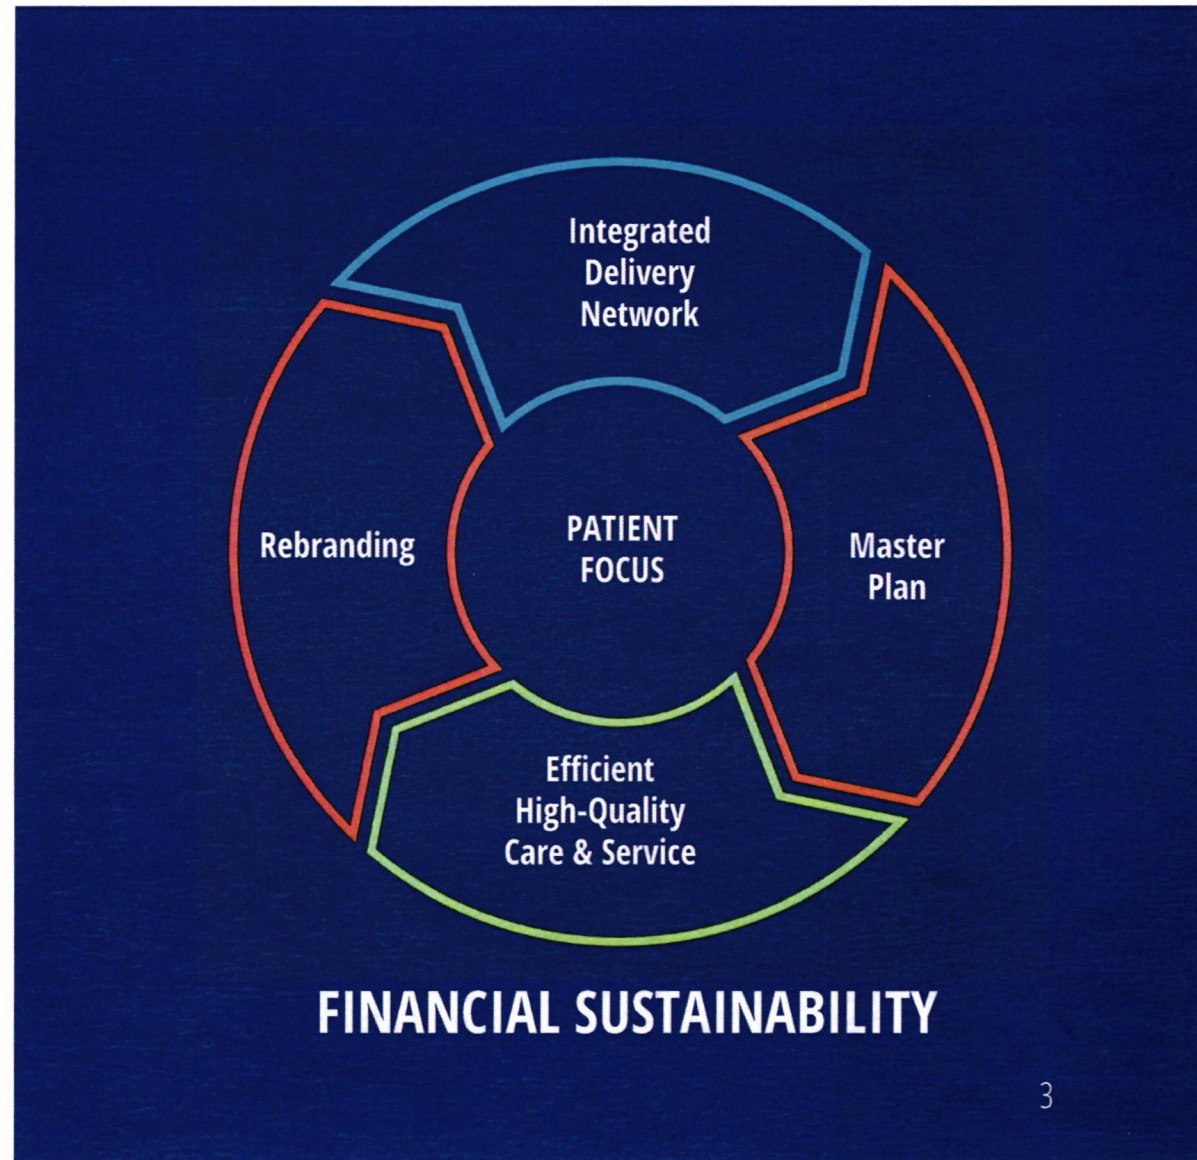 Integrated
Delivery
Network
Rebranding
PATIENT
FOCUS
Master
Plan
Efficient
High-Quality
Care & Service
FINANCIAL SUSTAINABILITY
3